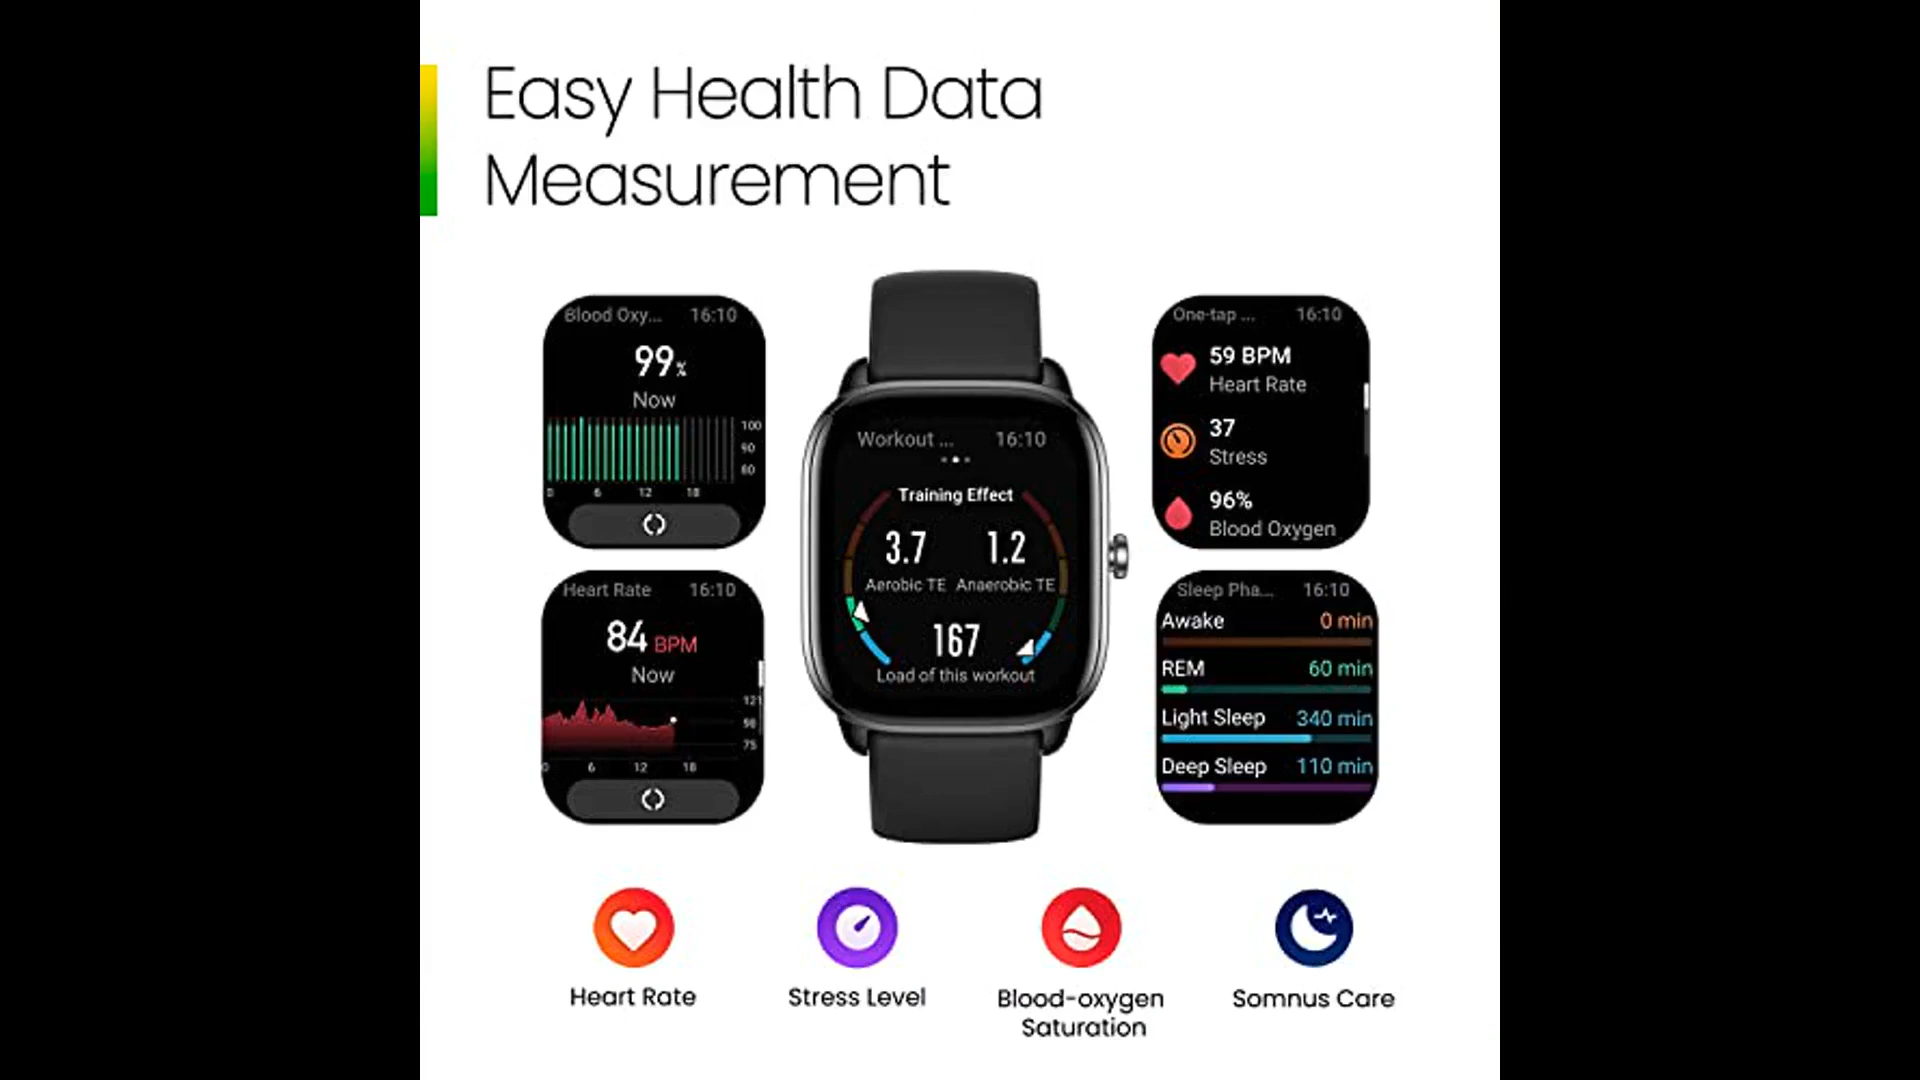 Easy Health Data
Measurement
Blood Oxy... 16:10
99%
Now
100
90
80
0 6 12 18
Heart Rate 16:10
84 BPM
Now
121
98
75
0 6 12 18
Workout ... 16:10
Training Effect
3.7 1.2
Aerobic TE Anaerobic TE
167
Load of this workout
One-tap ... 16:10
59 BPM
Heart Rate
37
Stress
96%
Blood Oxygen
Sleep Pha... 16:10
Awake 0 min
REM 60 min
Light Sleep 340 min
Deep Sleep 110 min
Heart Rate
Stress Level
Blood-oxygen
Saturation
Somnus Care